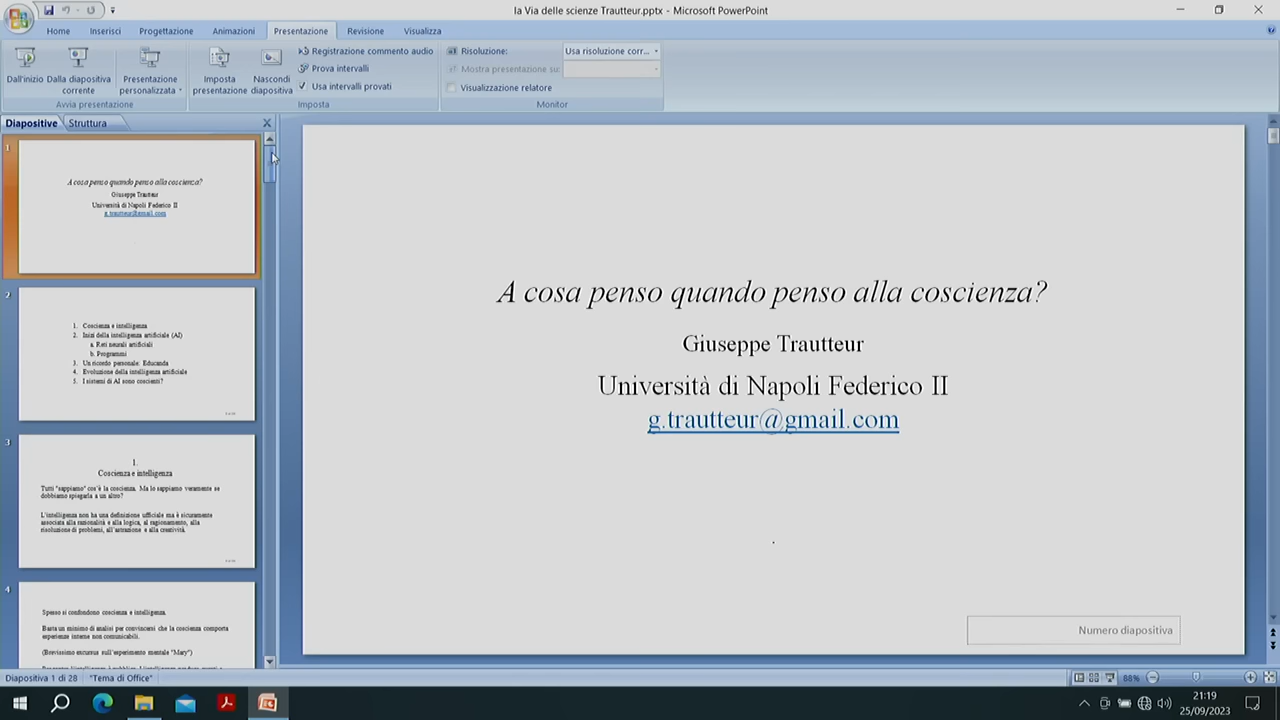 la Via delle scienze Trautteur.pptx - Microsoft PowerPoint
Home Inserisci Progettazione Animazioni Presentazione Revisione Visualizza
Dall'inizio
Dalla diapositiva corrente
Presentazione personalizzata
Avvia presentazione
Imposta presentazione
Nascondi diapositiva
Registrazione commento audio
Prova intervalli
Usa intervalli provati
Imposta
Risoluzione: Usa risoluzione corr...
Mostra presentazione su:
Visualizzazione relatore
Monitor
Diapositive Struttura
1
A cosa penso quando penso alla coscienza?
Giuseppe Trautteur
Università di Napoli Federico II
g.trautteur@gmail.com
2
1. Coscienza e intelligenza
2. Inizi della intelligenza artificiale (AI)
a. Reti neurali artificiali
b. Programmi
3. Un ricordo personale: Educanda
4. Evoluzione della intelligenza artificiale
5. I sistemi di AI sono coscienti?
3
1.
Coscienza e intelligenza
Tutti "sappiamo" cos'è la coscienza. Ma lo sappiamo veramente se
dobbiamo spiegarla a un altro?
L'intelligenza non ha una definizione ufficiale ma è sicuramente
associata alla razionalità e alla logica, al ragionamento, alla
risoluzione di problemi, all'astrazione e alla creatività.
4
Spesso si confondono coscienza e intelligenza.
Basta un minimo di analisi per convincersi che la coscienza comporta
esperienze interne non comunicabili.
(Brevissimo excursus sull'esperimento mentale "Mary")
A cosa penso quando penso alla coscienza?
Giuseppe Trautteur
Università di Napoli Federico II
g.trautteur@gmail.com
.
Numero diapositiva
Diapositiva 1 di 28 "Tema di Office" 88%
21:19
25/09/2023